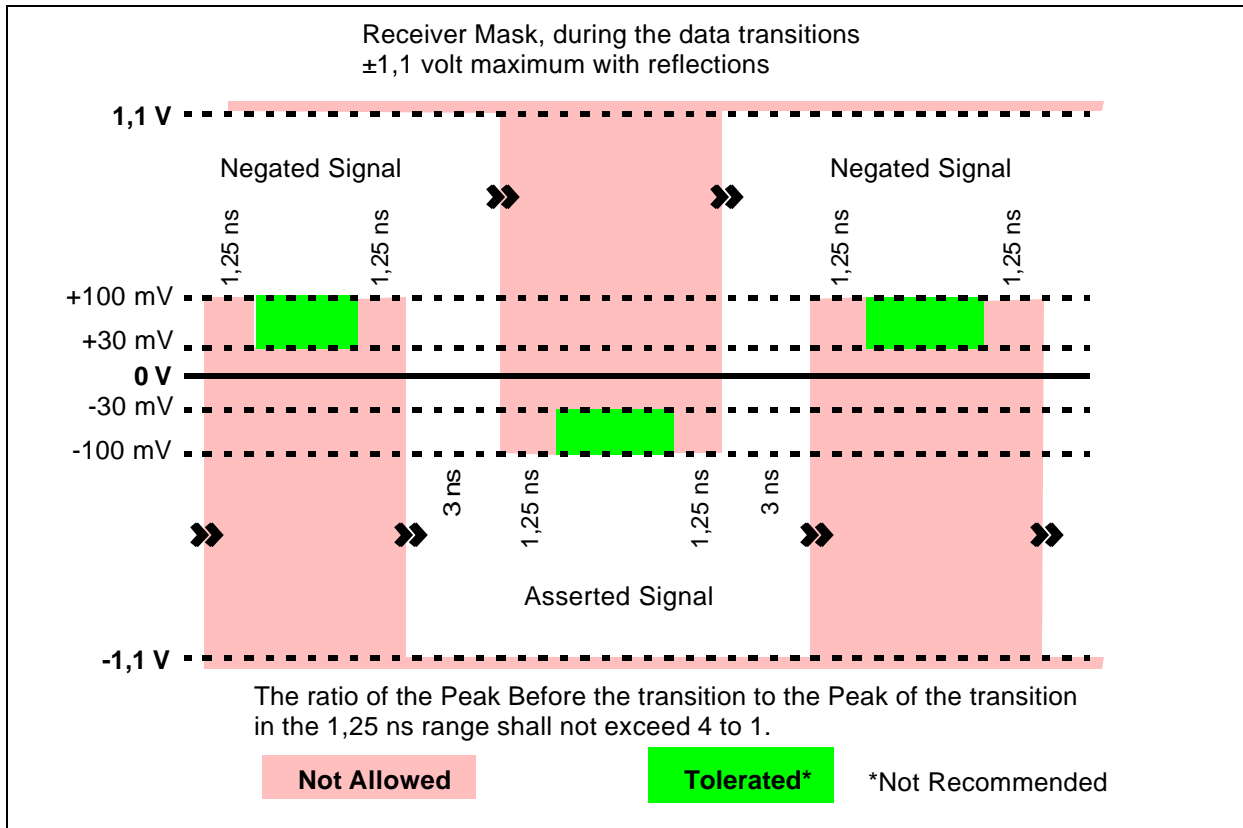 Receiver Mask, during the data transitions
±1,1 volt maximum with reflections
1,1 V
Negated Signal
Negated Signal
1,25 ns
1,25 ns
1,25 ns
1,25 ns
+100 mV
+30 mV
0 V
-30 mV
-100 mV
3 ns
1,25 ns
1,25 ns
3 ns
Asserted Signal
-1,1 V
The ratio of the Peak Before the transition to the Peak of the transition
in the 1,25 ns range shall not exceed 4 to 1.
Not Allowed
Tolerated*
*Not Recommended